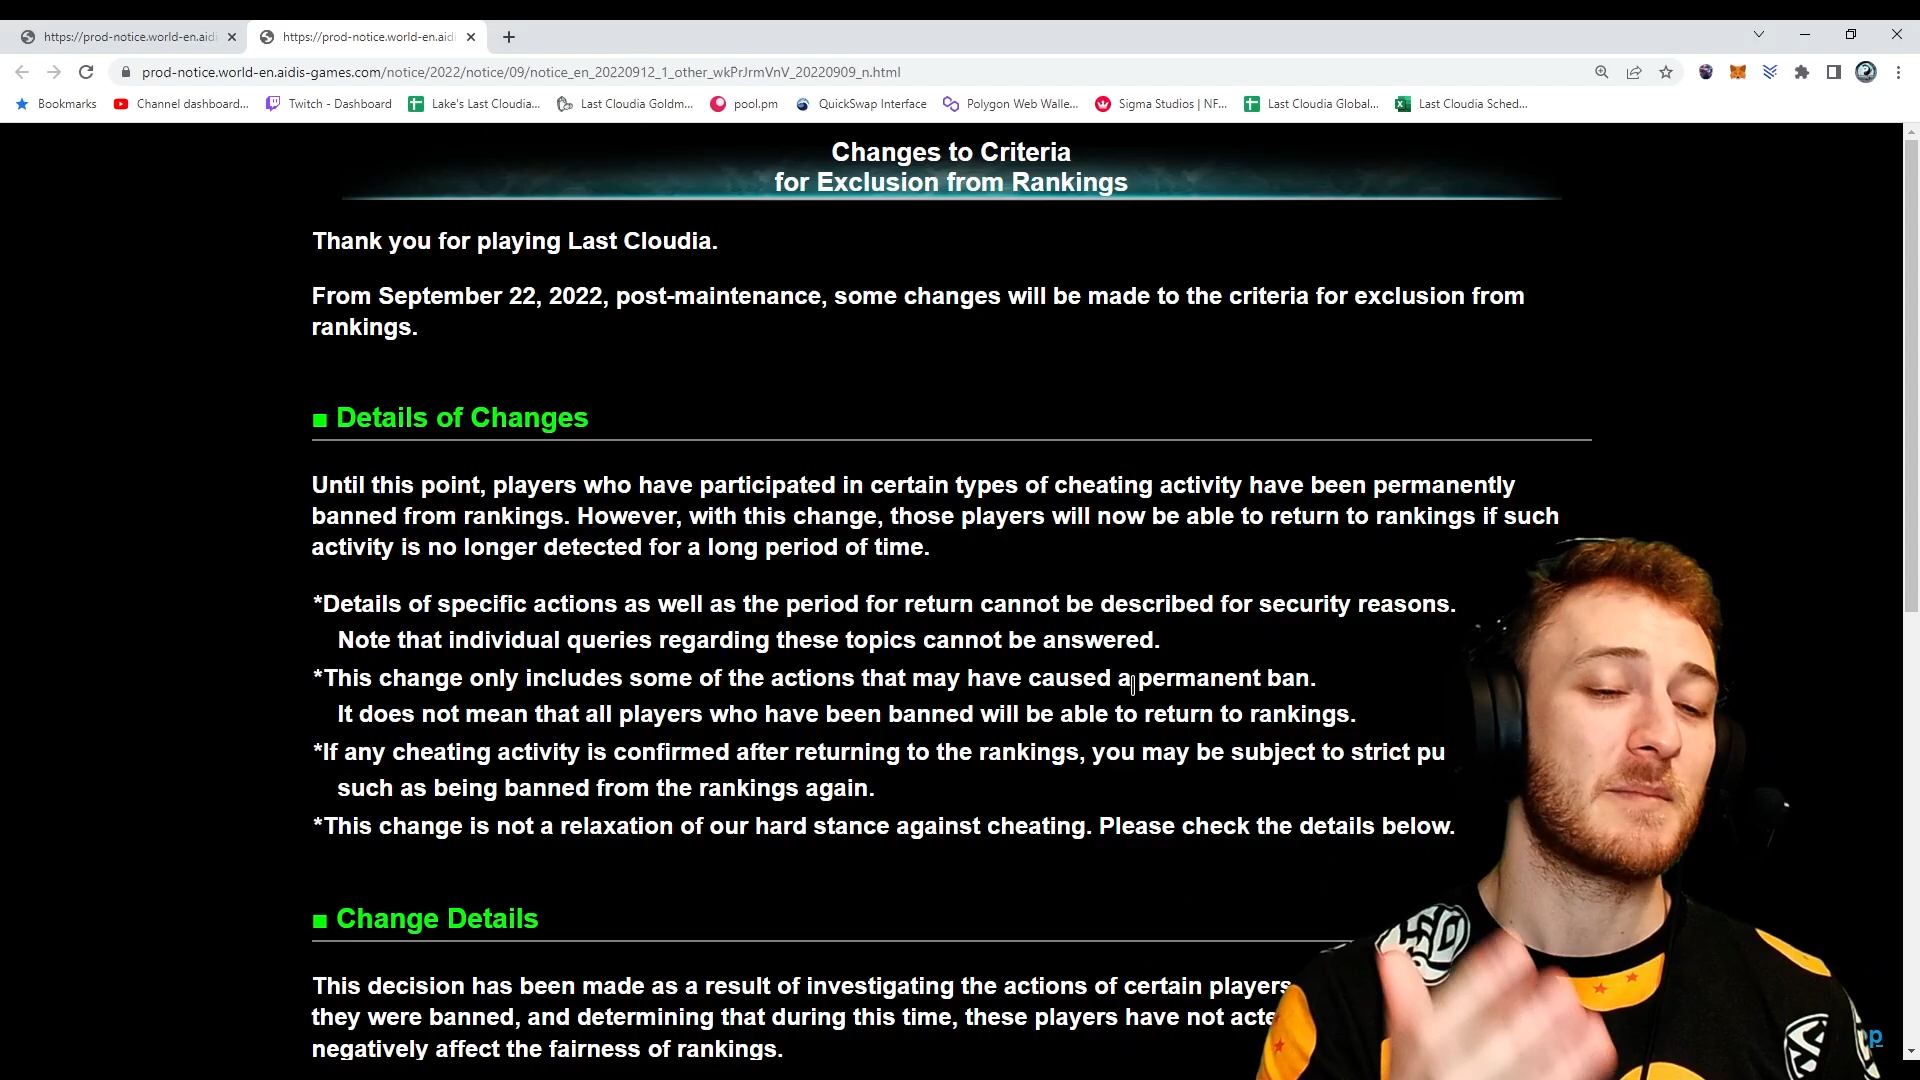 https://prod-notice.world-en.aidi
https://prod-notice.world-en.aidi
prod-notice.world-en.aidis-games.com/notice/2022/notice/09/notice_en_20220912_1_other_wkPrJrmVnV_20220909_n.html
Bookmarks Channel dashboard... Twitch - Dashboard Lake's Last Cloudia... Last Cloudia Goldm... pool.pm QuickSwap Interface Polygon Web Walle... Sigma Studios | NF... Last Cloudia Global... Last Cloudia Sched...
Changes to Criteria
for Exclusion from Rankings
Thank you for playing Last Cloudia.
From September 22, 2022, post-maintenance, some changes will be made to the criteria for exclusion from
rankings.
■ Details of Changes
Until this point, players who have participated in certain types of cheating activity have been permanently
banned from rankings. However, with this change, those players will now be able to return to rankings if such
activity is no longer detected for a long period of time.
*Details of specific actions as well as the period for return cannot be described for security reasons.
Note that individual queries regarding these topics cannot be answered.
*This change only includes some of the actions that may have caused a permanent ban.
It does not mean that all players who have been banned will be able to return to rankings.
*If any cheating activity is confirmed after returning to the rankings, you may be subject to strict pu
such as being banned from the rankings again.
*This change is not a relaxation of our hard stance against cheating. Please check the details below.
■ Change Details
This decision has been made as a result of investigating the actions of certain players
they were banned, and determining that during this time, these players have not acte
negatively affect the fairness of rankings.